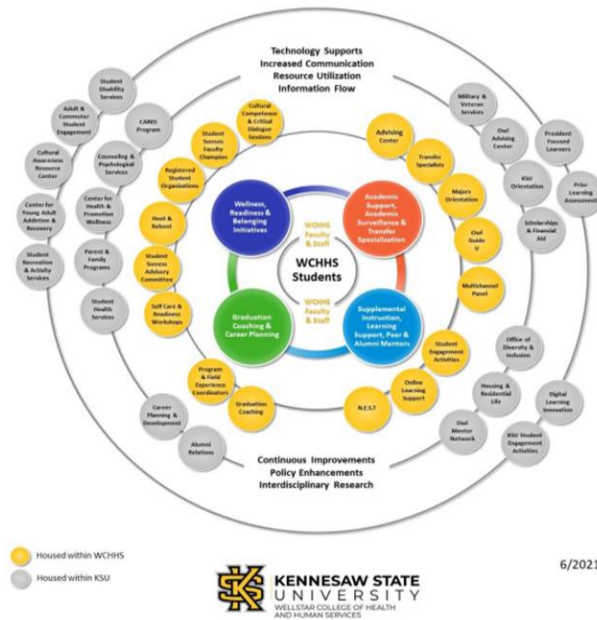 Technology Supports
Increased Communication
Resource Utilization
Information Flow
Student
Disability
Services
Adult &
Commuter
Student
Engagement
Cultural
Awareness
Resource
Center
Center for
Young Adult
Addiction &
Recovery
Student
Recreation &
Activity
Services
CARES
Program
Counseling &
Psychological
Services
Center for
Health &
Promotion
Wellness
Parent &
Family
Programs
Student
Health
Services
Cultural
Competence
& Critical
Dialogue
Sessions
Student
Success
Faculty
Champion
Registered
Student
Organizations
Hoot &
Reboot
Student
Success
Advisory
Committee
Self Care &
Readiness
Workshops
Program
& Field
Experience
Coordinators
Graduation
Coaching
Career
Planning &
Development
Alumni
Relations
Wellness,
Readiness &
Belonging
Initiatives
Academic
Support,
Academic
Surveillance &
Transfer
Specialization
WCHHS
Faculty
& Staff
WCHHS
Students
WCHHS
Faculty
& Staff
Graduation
Coaching &
Career Planning
Supplemental
Instruction,
Learning
Support, Peer &
Alumni Mentors
Advising
Center
Transfer
Specialists
Majors
Orientation
Owl
Guide
II
Multichannel
Panel
Student
Engagement
Activities
Online
Learning
Support
N.E.S.T
Military &
Veteran
Services
Owl
Advising
Center
KSU
Orientation
Scholarships
& Financial
Aid
President
Focused
Learners
Prior
Learning
Assessment
Office of
Diversity &
Inclusion
Housing &
Residential
Life
Owl
Mentor
Network
Digital
Learning
Innovation
KSU Student
Engagement
Activities
Continuous Improvements
Policy Enhancements
Interdisciplinary Research
Housed within WCHHS
Housed within KSU
6/2021
KS
KENNESAW STATE
UNIVERSITY
WELLSTAR COLLEGE OF HEALTH
AND HUMAN SERVICES